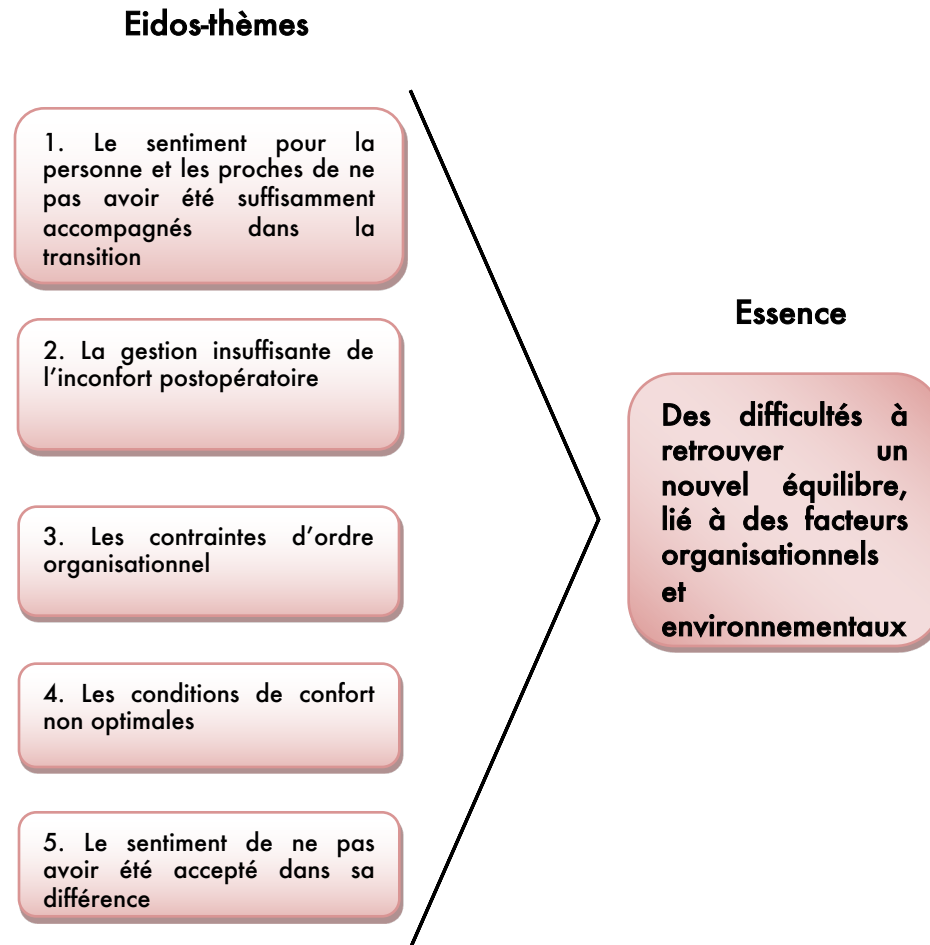 Eidos-thèmes
1. Le sentiment pour la
personne et les proches de ne
pas avoir été suffisamment
accompagnés dans la
transition
2. La gestion insuffisante de
l’inconfort postopératoire
3. Les contraintes d’ordre
organisationnel
4. Les conditions de confort
non optimales
5. Le sentiment de ne pas
avoir été accepté dans sa
différence
Essence
Des difficultés à
retrouver un
nouvel équilibre,
lié à des facteurs
organisationnels
et
environnementaux